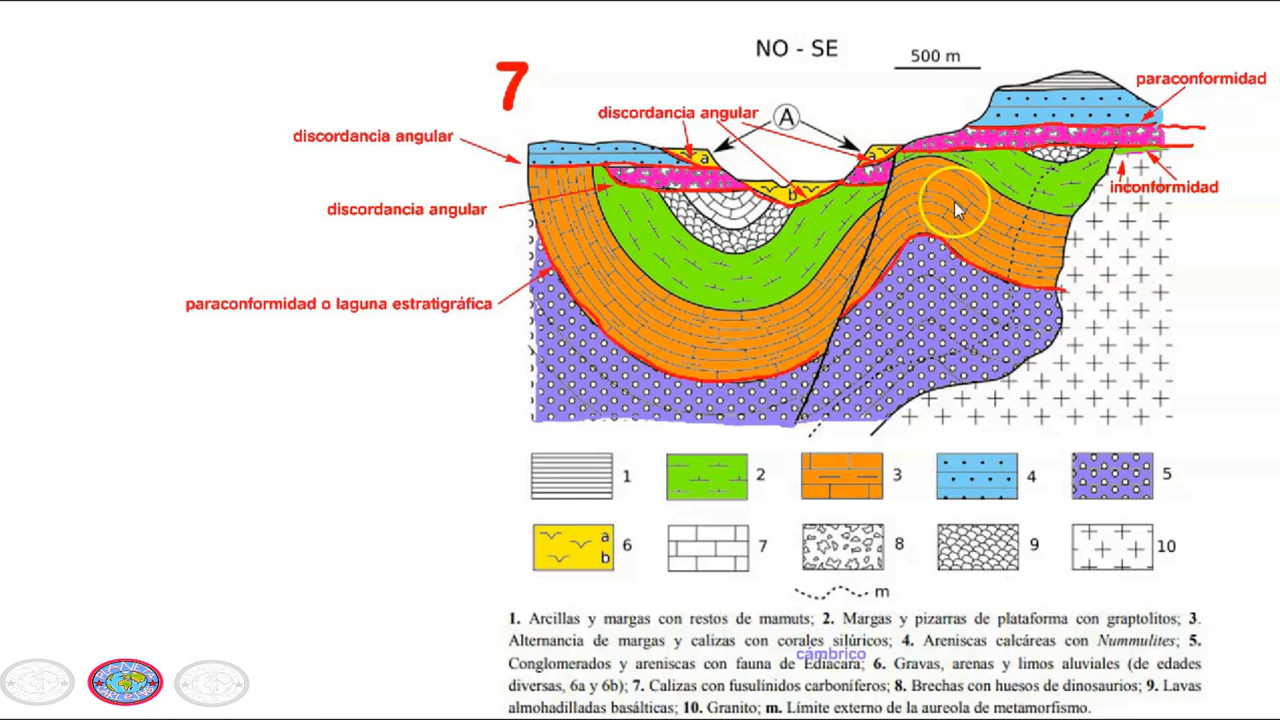 NO - SE
500 m
7
paraconformidad
discordancia angular
A
discordancia angular
a
a
b
inconformidad
discordancia angular
paraconformidad o laguna estratigráfica
1
2
3
4
5
a
b
6
7
8
9
10
m
1. Arcillas y margas con restos de mamuts; 2. Margas y pizarras de plataforma con graptolitos; 3.
Alternancia de margas y calizas con corales silúricos; 4. Areniscas calcáreas con Nummulites; 5.
cámbrico
Conglomerados y areniscas con fauna de Ediacara; 6. Gravas, arenas y limos aluviales (de edades
diversas, 6a y 6b); 7. Calizas con fusulínidos carboníferos; 8. Brechas con huesos de dinosaurios; 9. Lavas
almohadilladas basálticas; 10. Granito; m. Límite externo de la aureola de metamorfismo.